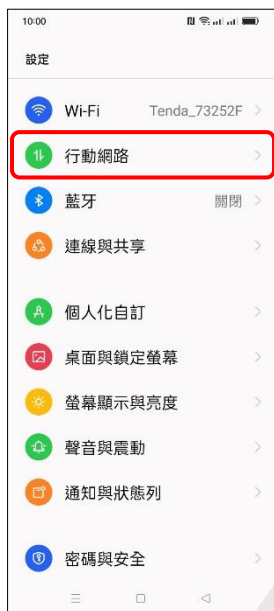 10:00
設定
Wi-Fi Tenda_73252F
行動網路
藍牙 關閉
連線與共享
個人化自訂
桌面與鎖定螢幕
螢幕顯示與亮度
聲音與震動
通知與狀態列
密碼與安全